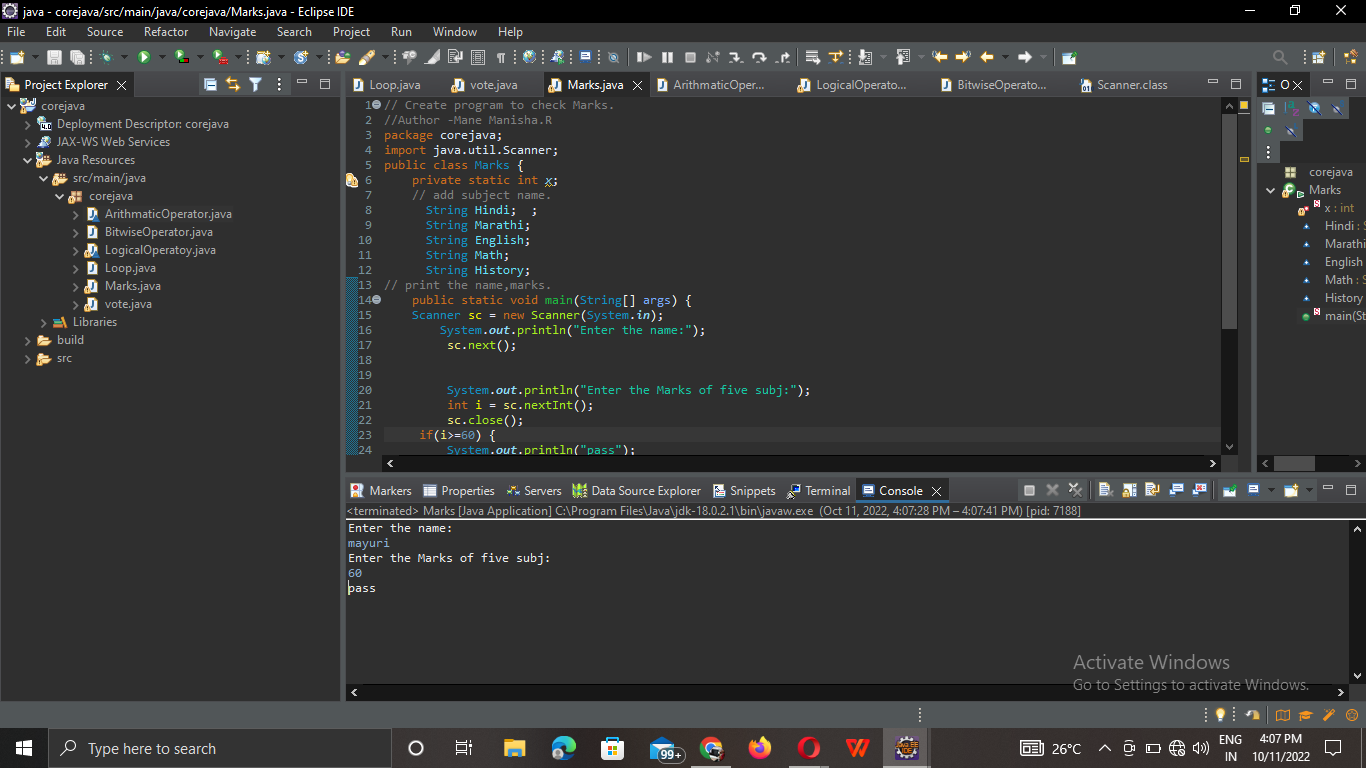 java - corejava/src/main/java/corejava/Marks.java - Eclipse IDE
File Edit Source Refactor Navigate Search Project Run Window Help
Project Explorer
corejava
Deployment Descriptor: corejava
JAX-WS Web Services
Java Resources
src/main/java
corejava
ArithmaticOperator.java
BitwiseOperator.java
LogicalOperatoy.java
Loop.java
Marks.java
vote.java
Libraries
build
src
Loop.java vote.java Marks.java ArithmaticOper... LogicalOperato... BitwiseOperato... Scanner.class
1 // Create program to check Marks.
2 //Author -Mane Manisha.R
3 package corejava;
4 import java.util.Scanner;
5 public class Marks {
6 private static int x;
7 // add subject name.
8 String Hindi; ;
9 String Marathi;
10 String English;
11 String Math;
12 String History;
13 // print the name,marks.
14 public static void main(String[] args) {
15 Scanner sc = new Scanner(System.in);
16 System.out.println("Enter the name:");
17 sc.next();
18
19
20 System.out.println("Enter the Marks of five subj:");
21 int i = sc.nextInt();
22 sc.close();
23 if(i>=60) {
24 System.out.println("pass");
O
corejava
Marks
x : int
Hindi : S
Marathi
English
Math : S
History
main(St
Markers Properties Servers Data Source Explorer Snippets Terminal Console
<terminated> Marks [Java Application] C:\Program Files\Java\jdk-18.0.2.1\bin\javaw.exe (Oct 11, 2022, 4:07:28 PM – 4:07:41 PM) [pid: 7188]
Enter the name:
mayuri
Enter the Marks of five subj:
60
pass
Activate Windows
Go to Settings to activate Windows.
Type here to search
99+
26°C
ENG
IN
4:07 PM
10/11/2022